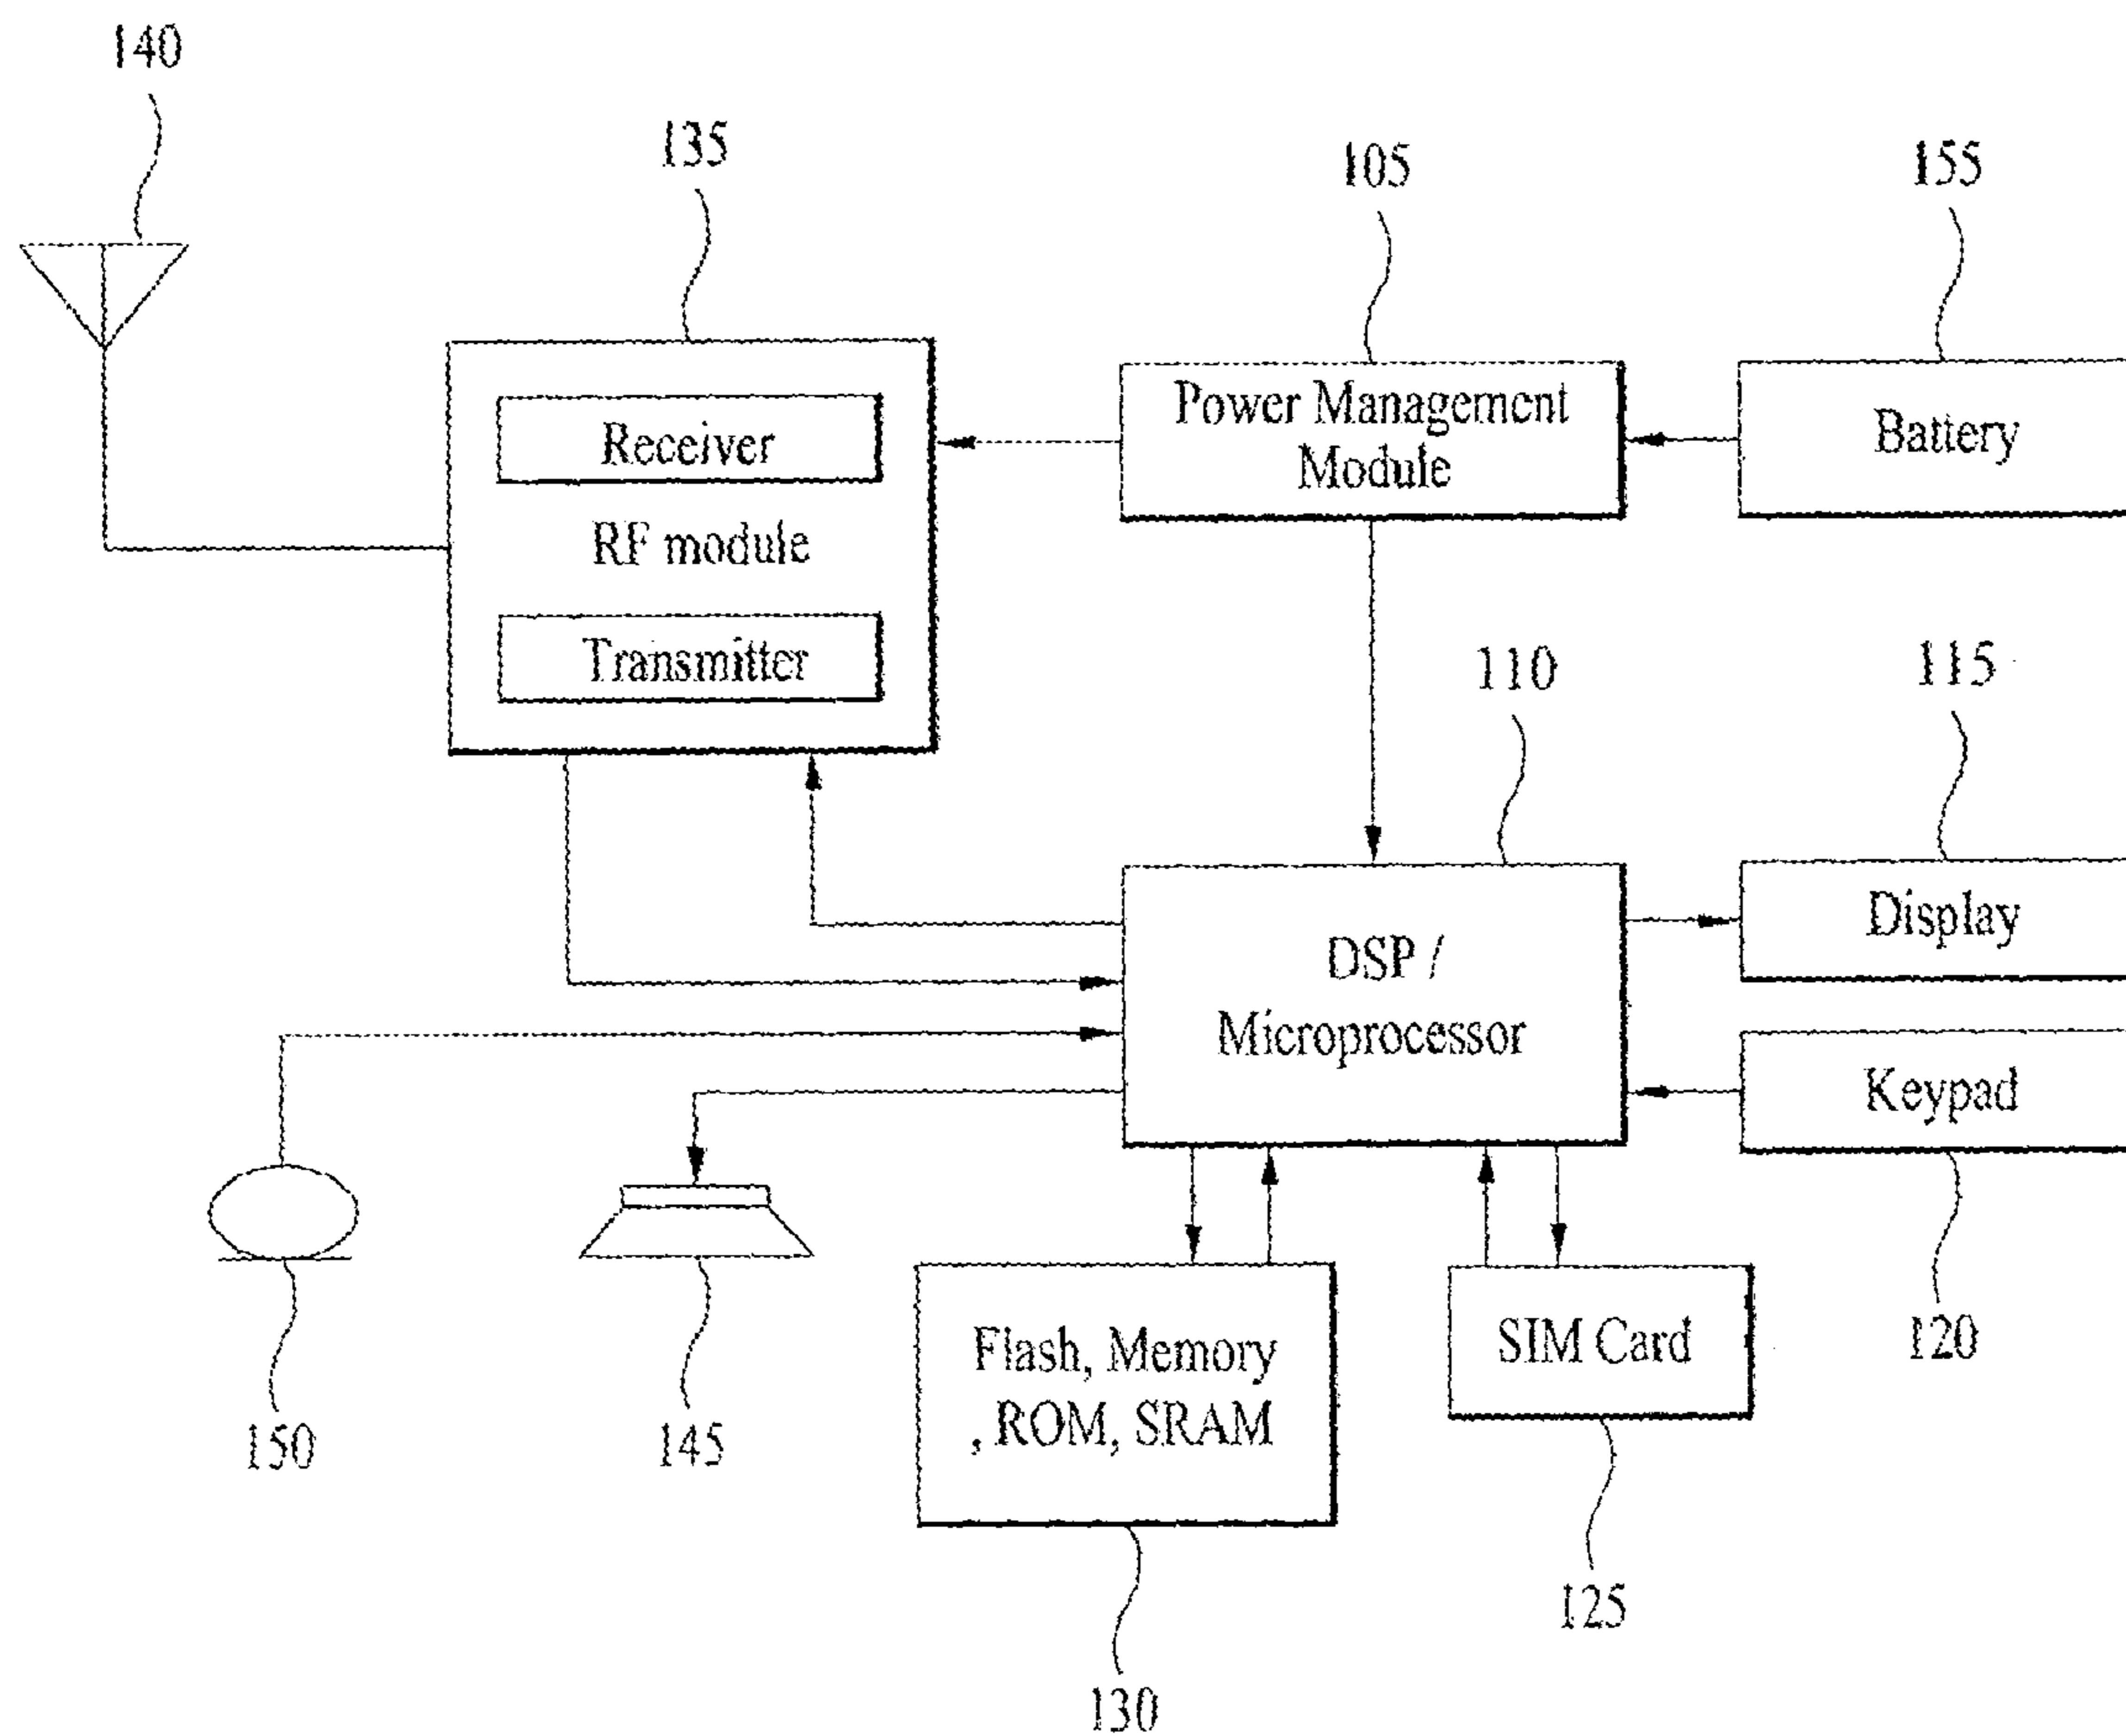 140
135
105
155
Receiver
RF module
Transmitter
Power Management
Module
Battery
110
115
DSP /
Microprocessor
Display
Keypad
150
145
Flash, Memory
, ROM, SRAM
SIM Card
120
125
130